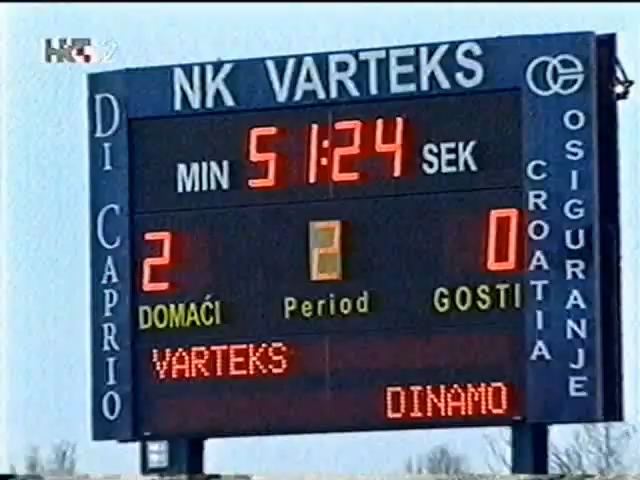 HRT 2
NK VARTEKS
DI CAPRIO
MIN 51:24 SEK
2 2 0
DOMAĆI Period GOSTI
VARTEKS
DINAMO
CROATIA
OSIGURANJE